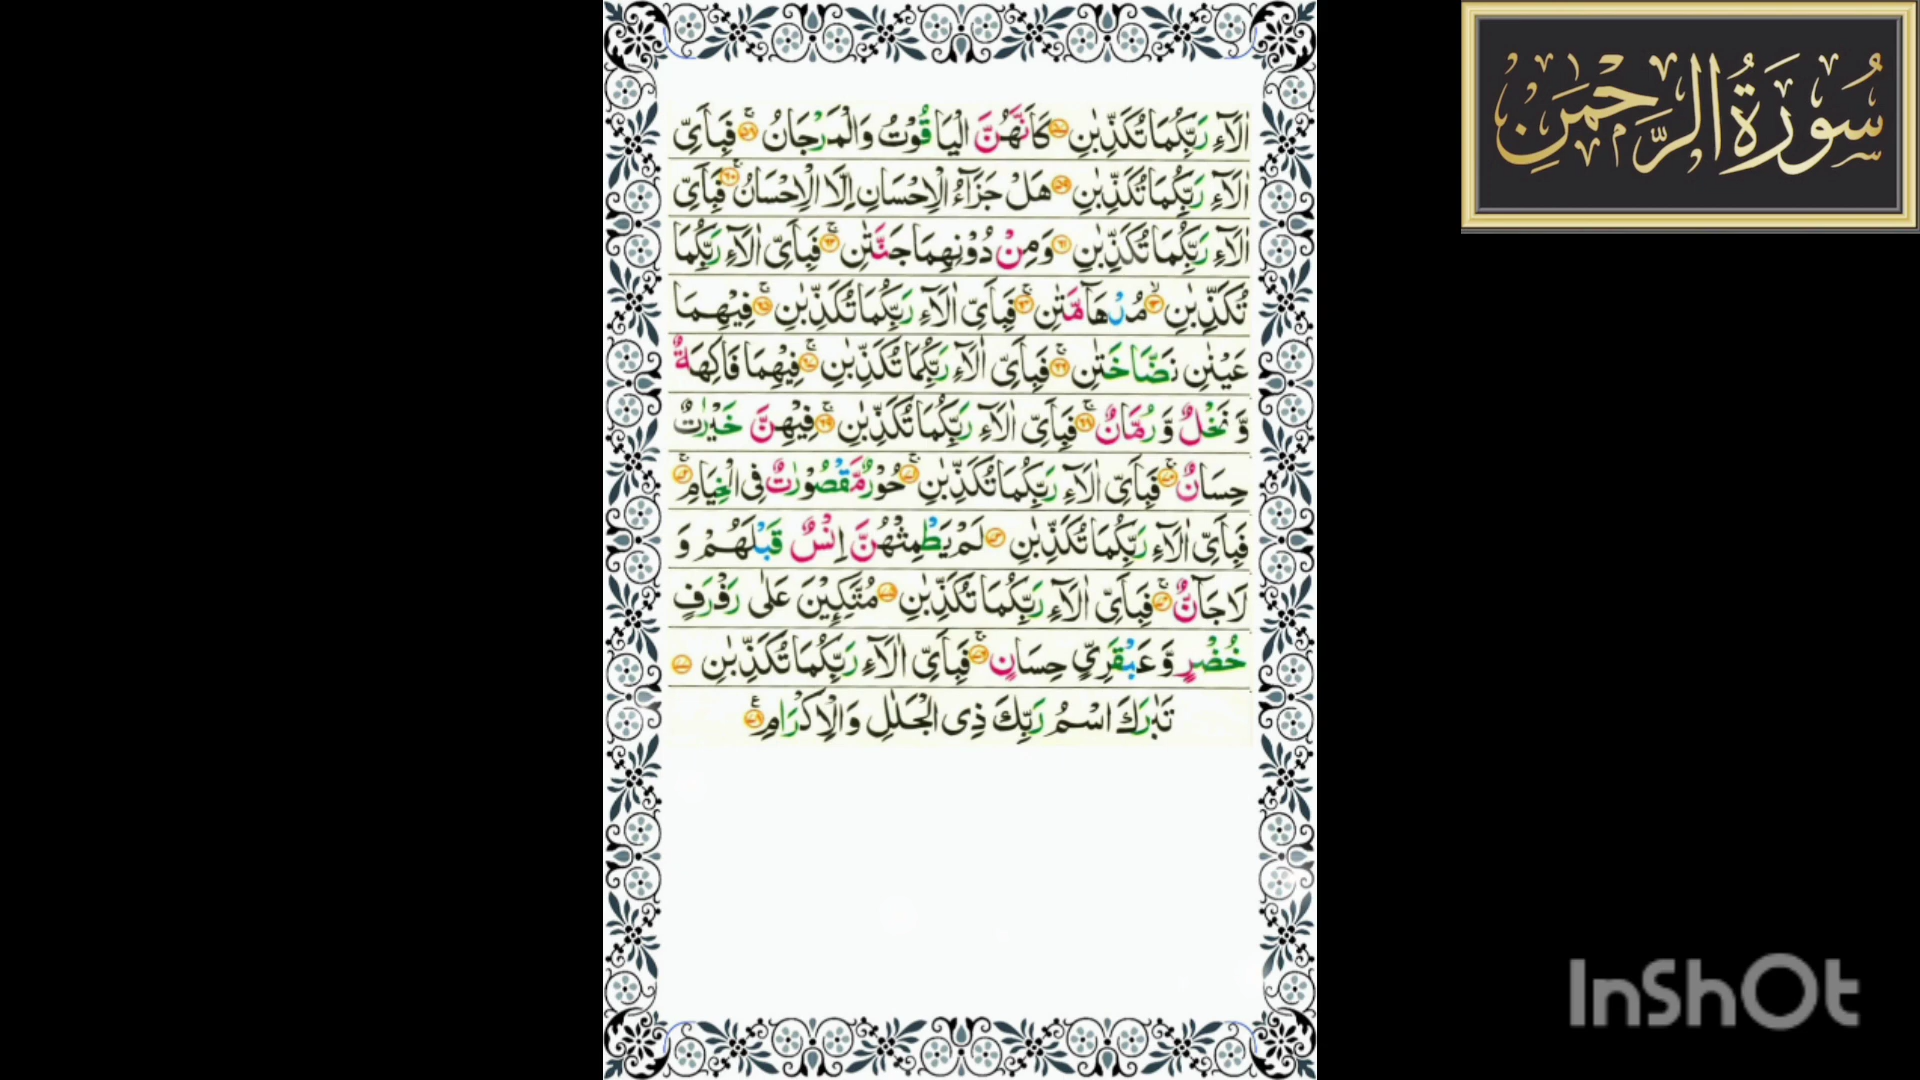 اٰلَآءِ رَبِّكُمَا تُكَذِّبٰنِ ۝٥٧ كَاَنَّهُنَّ الْيَاقُوْتُ وَالْمَرْجَانُ ۝٥٨ۚ فَبِاَىِّ
اٰلَآءِ رَبِّكُمَا تُكَذِّبٰنِ ۝٥٩ هَلْ جَزَآءُ الْاِحْسَانِ اِلَّا الْاِحْسَانُ ۝٦٠ۚ فَبِاَىِّ
اٰلَآءِ رَبِّكُمَا تُكَذِّبٰنِ ۝٦١ وَمِنْ دُوْنِهِمَا جَنَّتٰنِ ۝٦٢ۚ فَبِاَىِّ اٰلَآءِ رَبِّكُمَا
تُكَذِّبٰنِ ۝٦٣ۙ مُدْهَآمَّتٰنِ ۝٦٤ۚ فَبِاَىِّ اٰلَآءِ رَبِّكُمَا تُكَذِّبٰنِ ۝٦٥ۚ فِيْهِمَا
عَيْنٰنِ نَضَّاخَتٰنِ ۝٦٦ۚ فَبِاَىِّ اٰلَآءِ رَبِّكُمَا تُكَذِّبٰنِ ۝٦٧ۚ فِيْهِمَا فَاكِهَةٌ
وَّ نَخْلٌ وَّ رُمَّانٌ ۝٦٨ۚ فَبِاَىِّ اٰلَآءِ رَبِّكُمَا تُكَذِّبٰنِ ۝٦٩ۚ فِيْهِنَّ خَيْرٰتٌ
حِسَانٌ ۝٧٠ۚ فَبِاَىِّ اٰلَآءِ رَبِّكُمَا تُكَذِّبٰنِ ۝٧١ۚ حُوْرٌ مَّقْصُوْرٰتٌ فِى الْخِيَامِ ۝٧٢ۚ
فَبِاَىِّ اٰلَآءِ رَبِّكُمَا تُكَذِّبٰنِ ۝٧٣ لَمْ يَطْمِثْهُنَّ اِنْسٌ قَبْلَهُمْ وَ
لَا جَآنٌّ ۝٧٤ۚ فَبِاَىِّ اٰلَآءِ رَبِّكُمَا تُكَذِّبٰنِ ۝٧٥ مُتَّكِـِٕيْنَ عَلٰى رَفْرَفٍ
خُضْرٍ وَّ عَبْقَرِىٍّ حِسَانٍ ۝٧٦ۚ فَبِاَىِّ اٰلَآءِ رَبِّكُمَا تُكَذِّبٰنِ ۝٧٧
تَبٰرَكَ اسْمُ رَبِّكَ ذِى الْجَلٰلِ وَالْاِكْرَامِ ۝٧٨
سُورَةُ الرَّحْمَٰنِ
InShOt